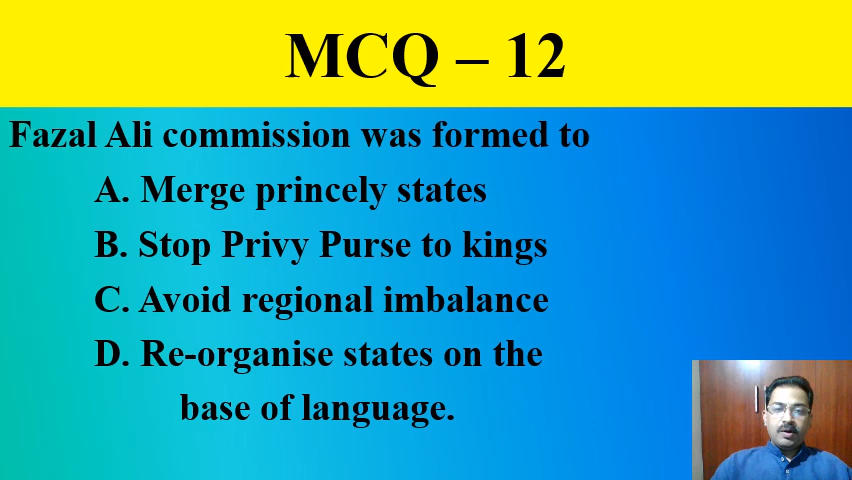 MCQ – 12
Fazal Ali commission was formed to
A. Merge princely states
B. Stop Privy Purse to kings
C. Avoid regional imbalance
D. Re-organise states on the
base of language.